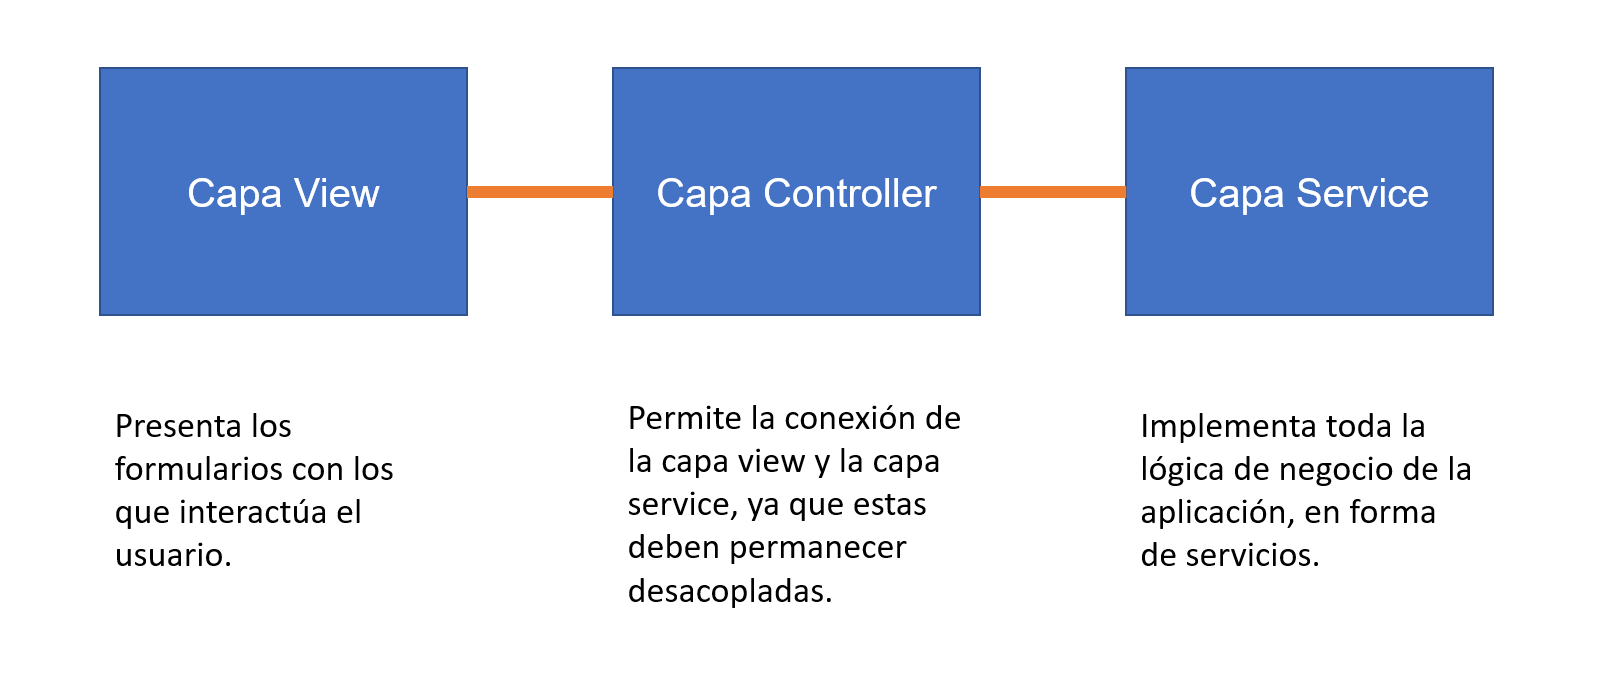 Capa View
Capa Controller
Capa Service
Presenta los
formularios con los
que interactúa el
usuario.
Permite la conexión de
la capa view y la capa
service, ya que estas
deben permanecer
desacopladas.
Implementa toda la
lógica de negocio de la
aplicación, en forma
de servicios.